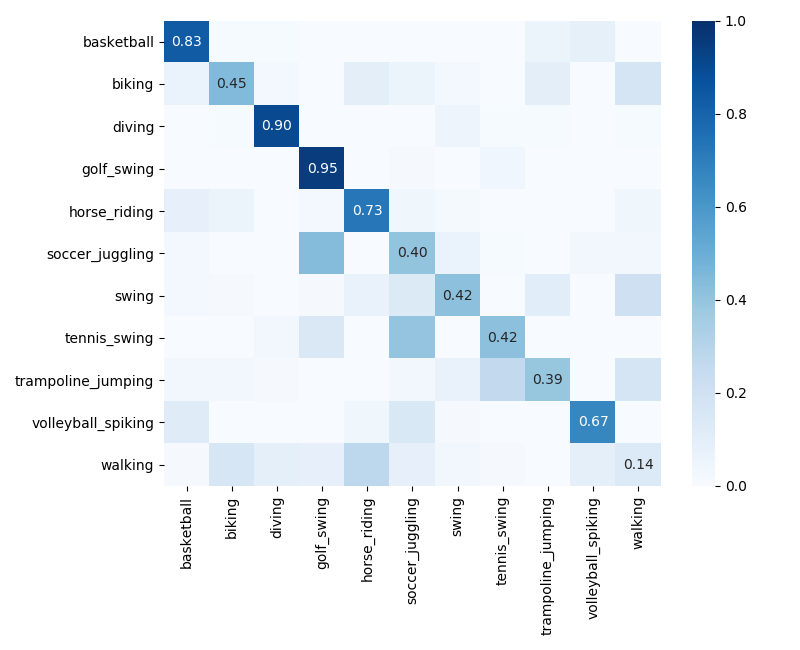 basketball 0.83
biking 0.45
diving 0.90
golf_swing 0.95
horse_riding 0.73
soccer_juggling 0.40
swing 0.42
tennis_swing 0.42
trampoline_jumping 0.39
volleyball_spiking 0.67
walking 0.14
basketball
biking
diving
golf_swing
horse_riding
soccer_juggling
swing
tennis_swing
trampoline_jumping
volleyball_spiking
walking
1.0
0.8
0.6
0.4
0.2
0.0